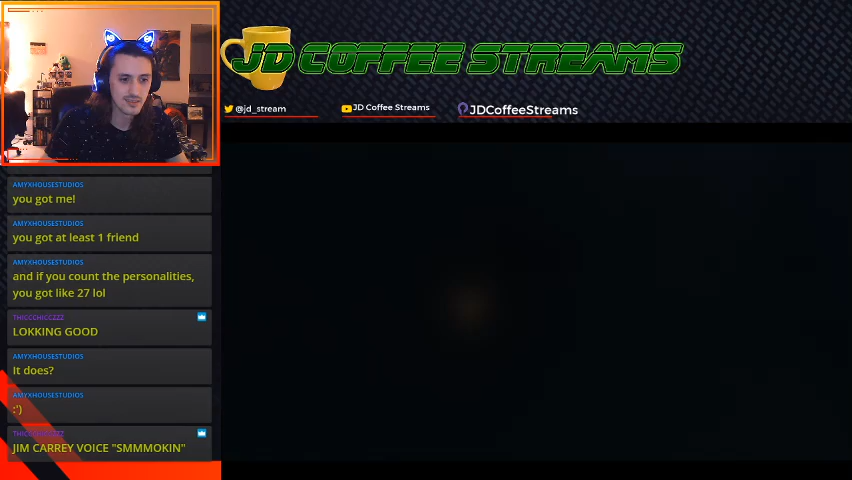 JD COFFEE STREAMS
@jd_stream
JD Coffee Streams
JDCoffeeStreams
AMYXHOUSESTUDIOS
you got me!
AMYXHOUSESTUDIOS
you got at least 1 friend
AMYXHOUSESTUDIOS
and if you count the personalities,
you got like 27 lol
THICCCHICCZZZ
LOKKING GOOD
AMYXHOUSESTUDIOS
It does?
AMYXHOUSESTUDIOS
:')
THICCCHICCZZZ
JIM CARREY VOICE "SMMMOKIN"